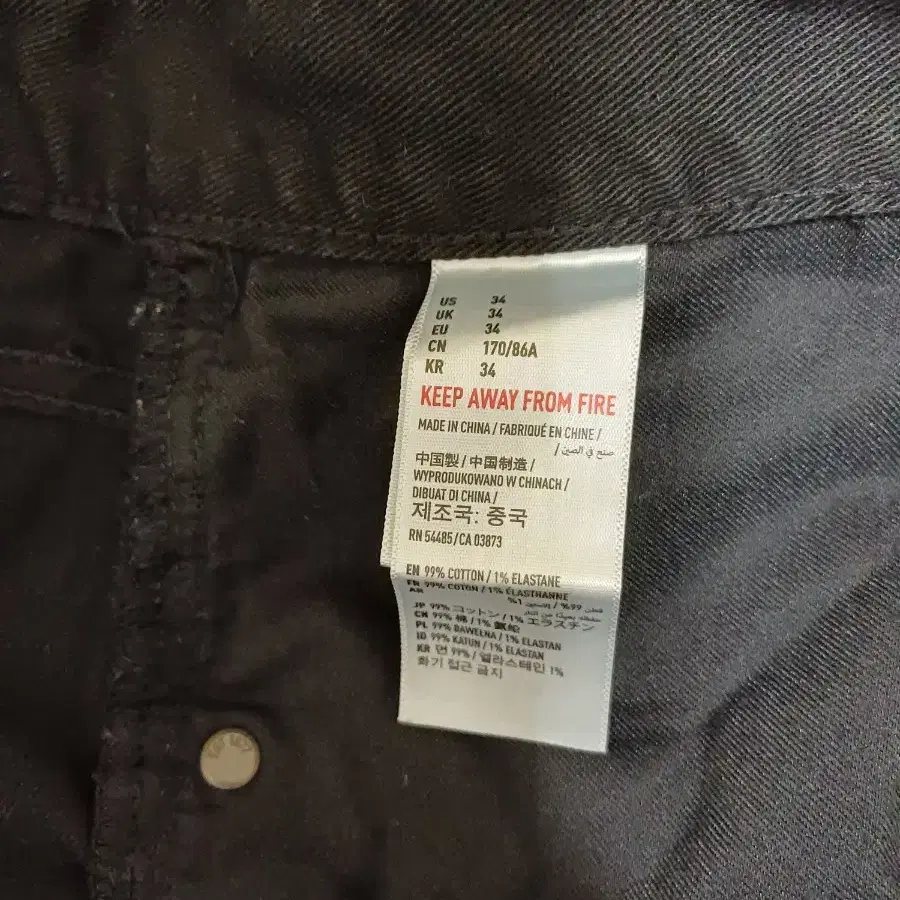 US 34
UK 34
EU 34
CN 170/86A
KR 34
KEEP AWAY FROM FIRE
MADE IN CHINA / FABRIQUÉ EN CHINE /
صنع في الصين /
中国製 / 中国制造 /
WYPRODUKOWANO W CHINACH /
DIBUAT DI CHINA /
제조국: 중국
RN 54485/CA 03873
EN 99% COTTON / 1% ELASTANE
FR 99% COTON / 1% ÉLASTHANNE
AR قطن 99% /
JP 99% コットン / 1% エラスチン
CN 99% 棉 / 1% 氨纶
PL 99% BAWEŁNA / 1% ELASTAN
ID 99% KATUN / 1% ELASTAN
KR 면 99% / 엘라스테인 1%
화기 접근 금지